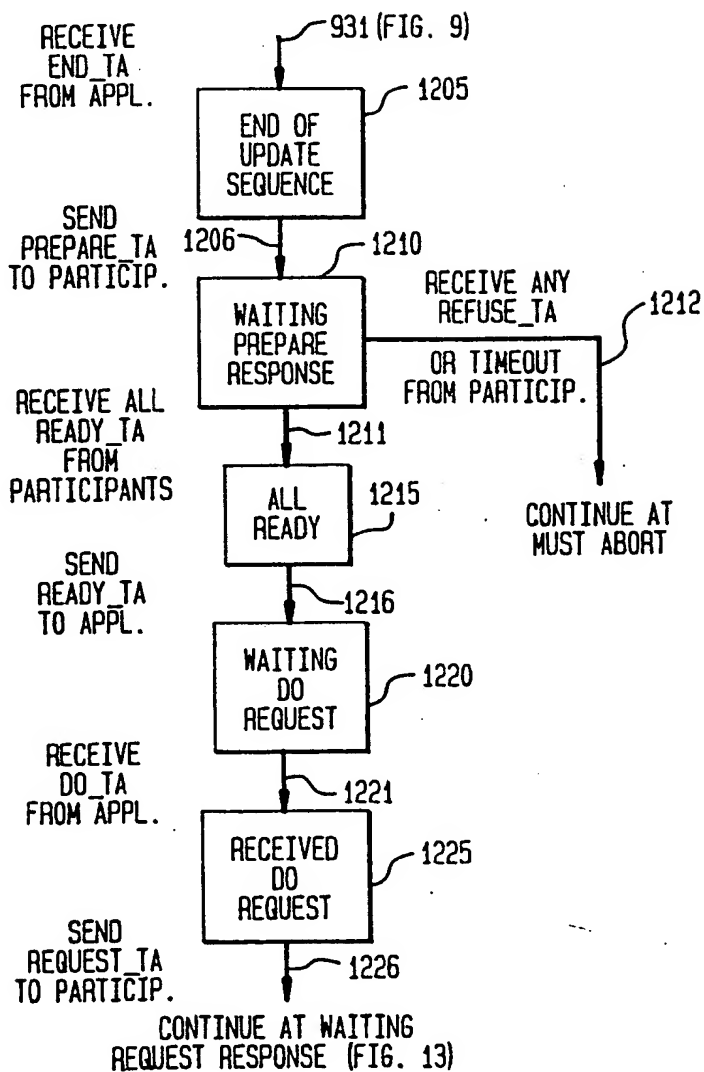 RECEIVE
END_TA
FROM APPL.
931 (FIG. 9)
1205
END OF
UPDATE
SEQUENCE
SEND
PREPARE_TA
TO PARTICIP.
1206
1210
WAITING
PREPARE
RESPONSE
RECEIVE ANY
REFUSE_TA
OR TIMEOUT
FROM PARTICIP.
1212
CONTINUE AT
MUST ABORT
RECEIVE ALL
READY_TA
FROM
PARTICIPANTS
1211
ALL
READY
1215
SEND
READY_TA
TO APPL.
1216
WAITING
DO
REQUEST
1220
RECEIVE
DO_TA
FROM APPL.
1221
RECEIVED
DO
REQUEST
1225
SEND
REQUEST_TA
TO PARTICIP.
1226
CONTINUE AT WAITING
REQUEST RESPONSE (FIG. 13)